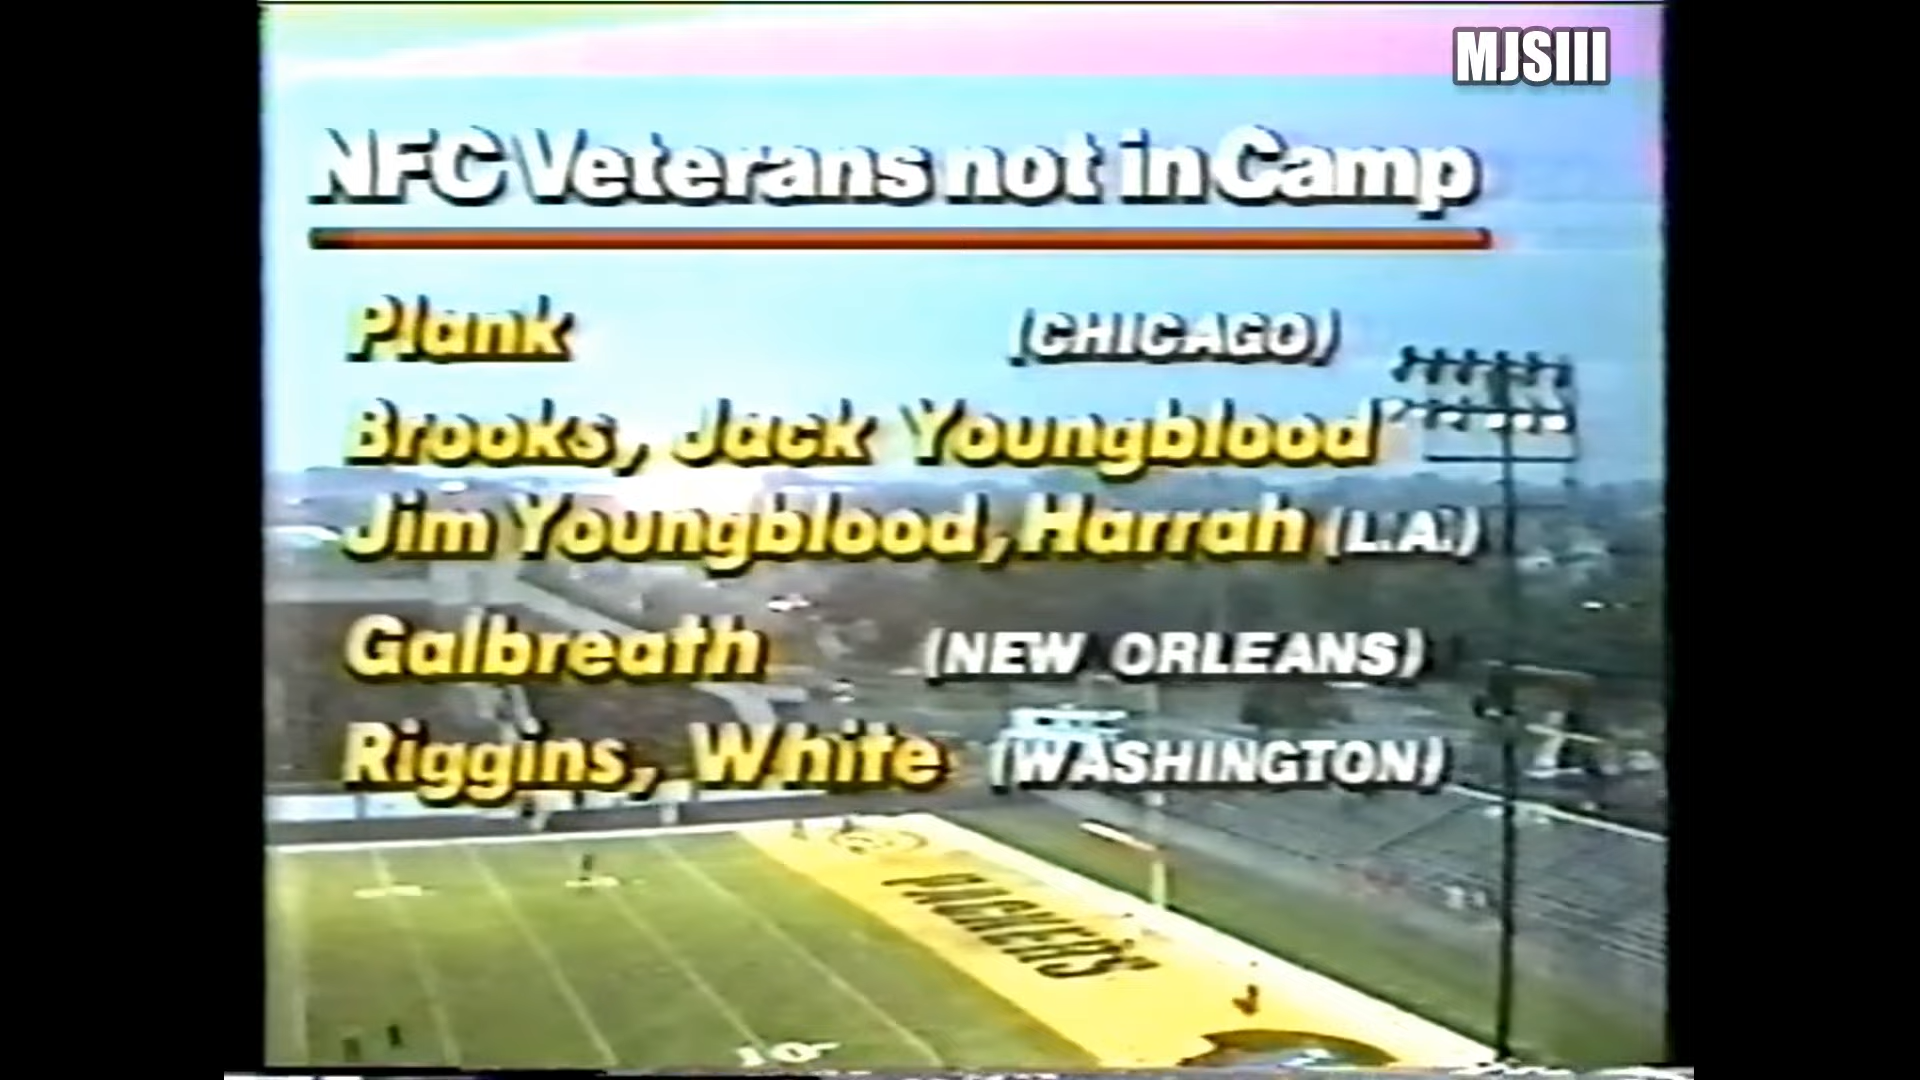 MJSIII
NFC Veterans not in Camp
Plank (CHICAGO)
Brooks, Jack Youngblood
Jim Youngblood, Harrah (L.A.)
Galbreath (NEW ORLEANS)
Riggins, White (WASHINGTON)
PACKERS
10